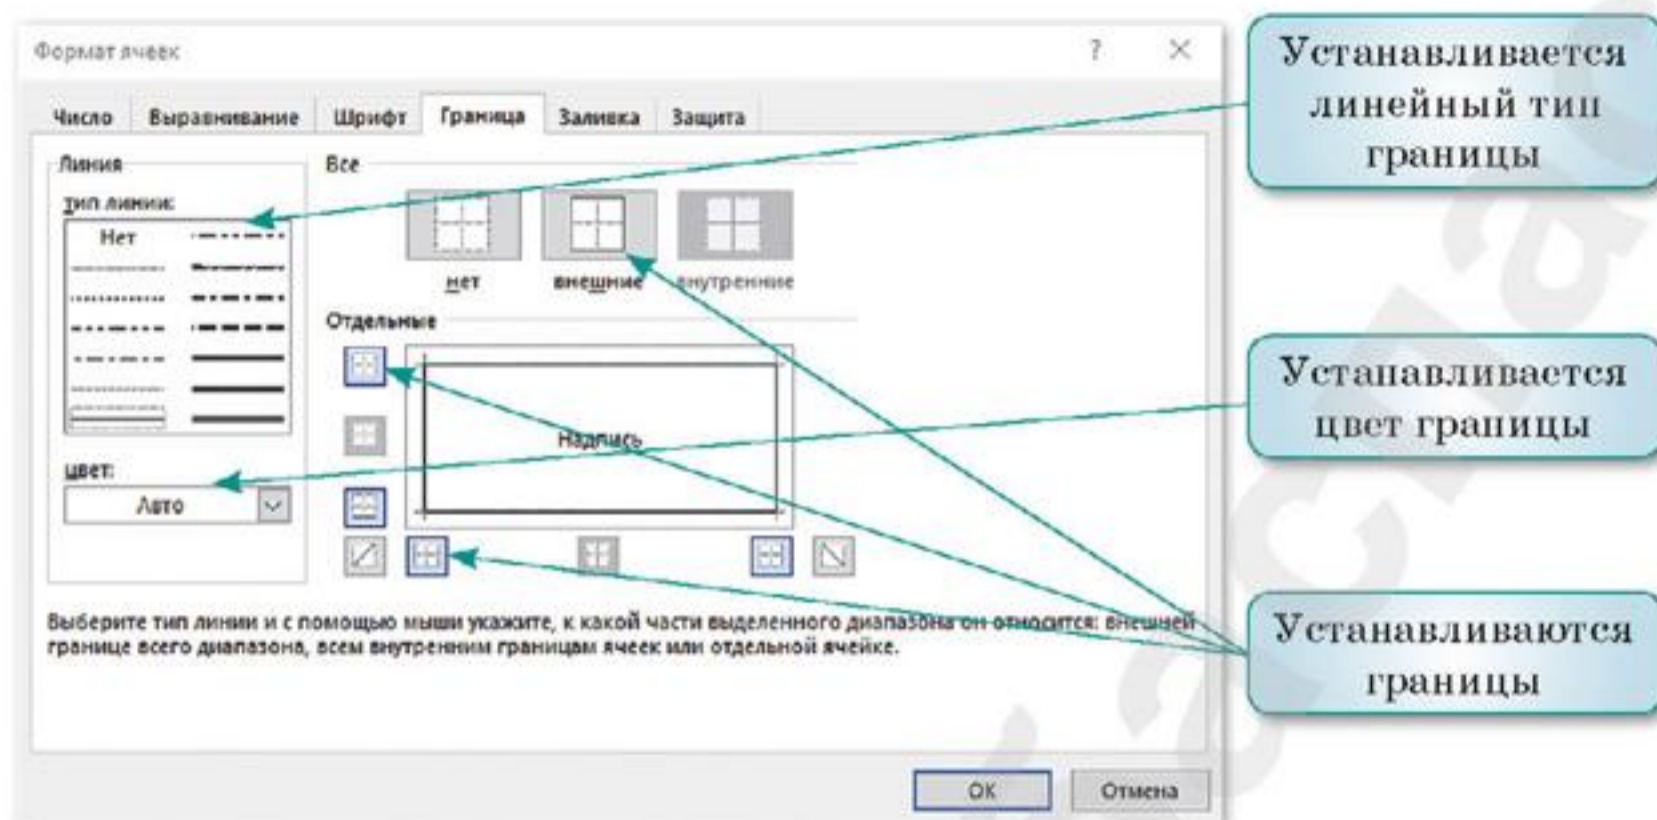 Формат ячеек
?
Число Выравнивание Шрифт Граница Заливка Защита
Линия
тип линии:
Нет
цвет:
Авто
Все
нет внешние внутренние
Отдельные
Надпись
Выберите тип линии и с помощью мыши укажите, к какой части выделенного диапазона он относится: внешней
границе всего диапазона, всем внутренним границам ячеек или отдельной ячейке.
ОК Отмена
Устанавливается
линейный тип
границы
Устанавливается
цвет границы
Устанавливаются
границы